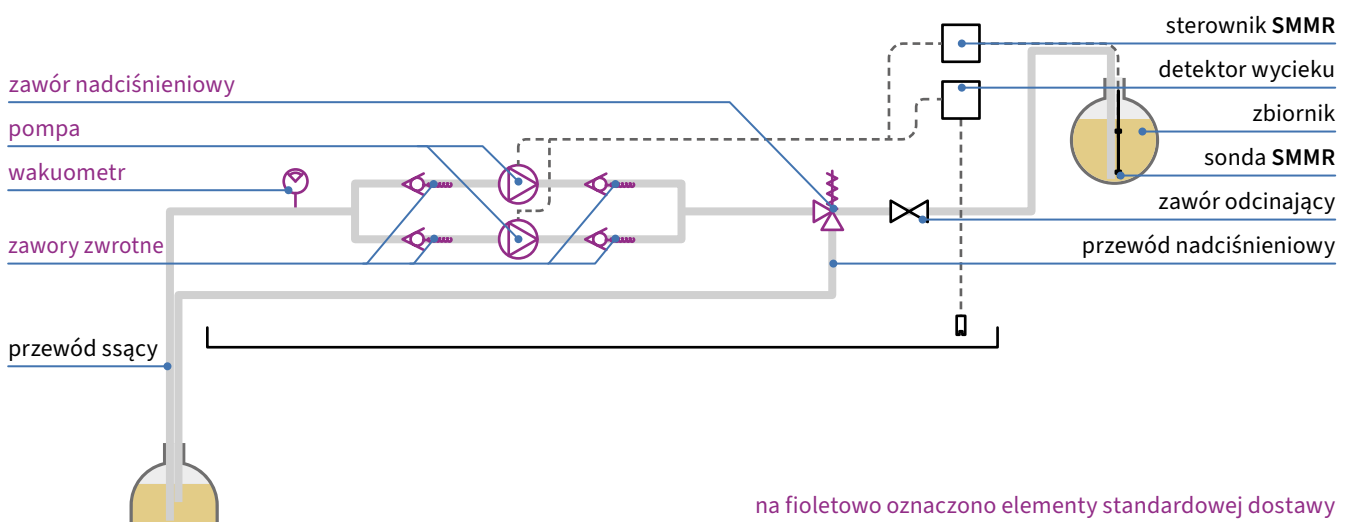 zawór nadciśnieniowy
pompa
wakuometr
zawory zwrotne
przewód ssący
sterownik SMMR
detektor wycieku
zbiornik
sonda SMMR
zawór odcinający
przewód nadciśnieniowy
na fioletowo oznaczono elementy standardowej dostawy